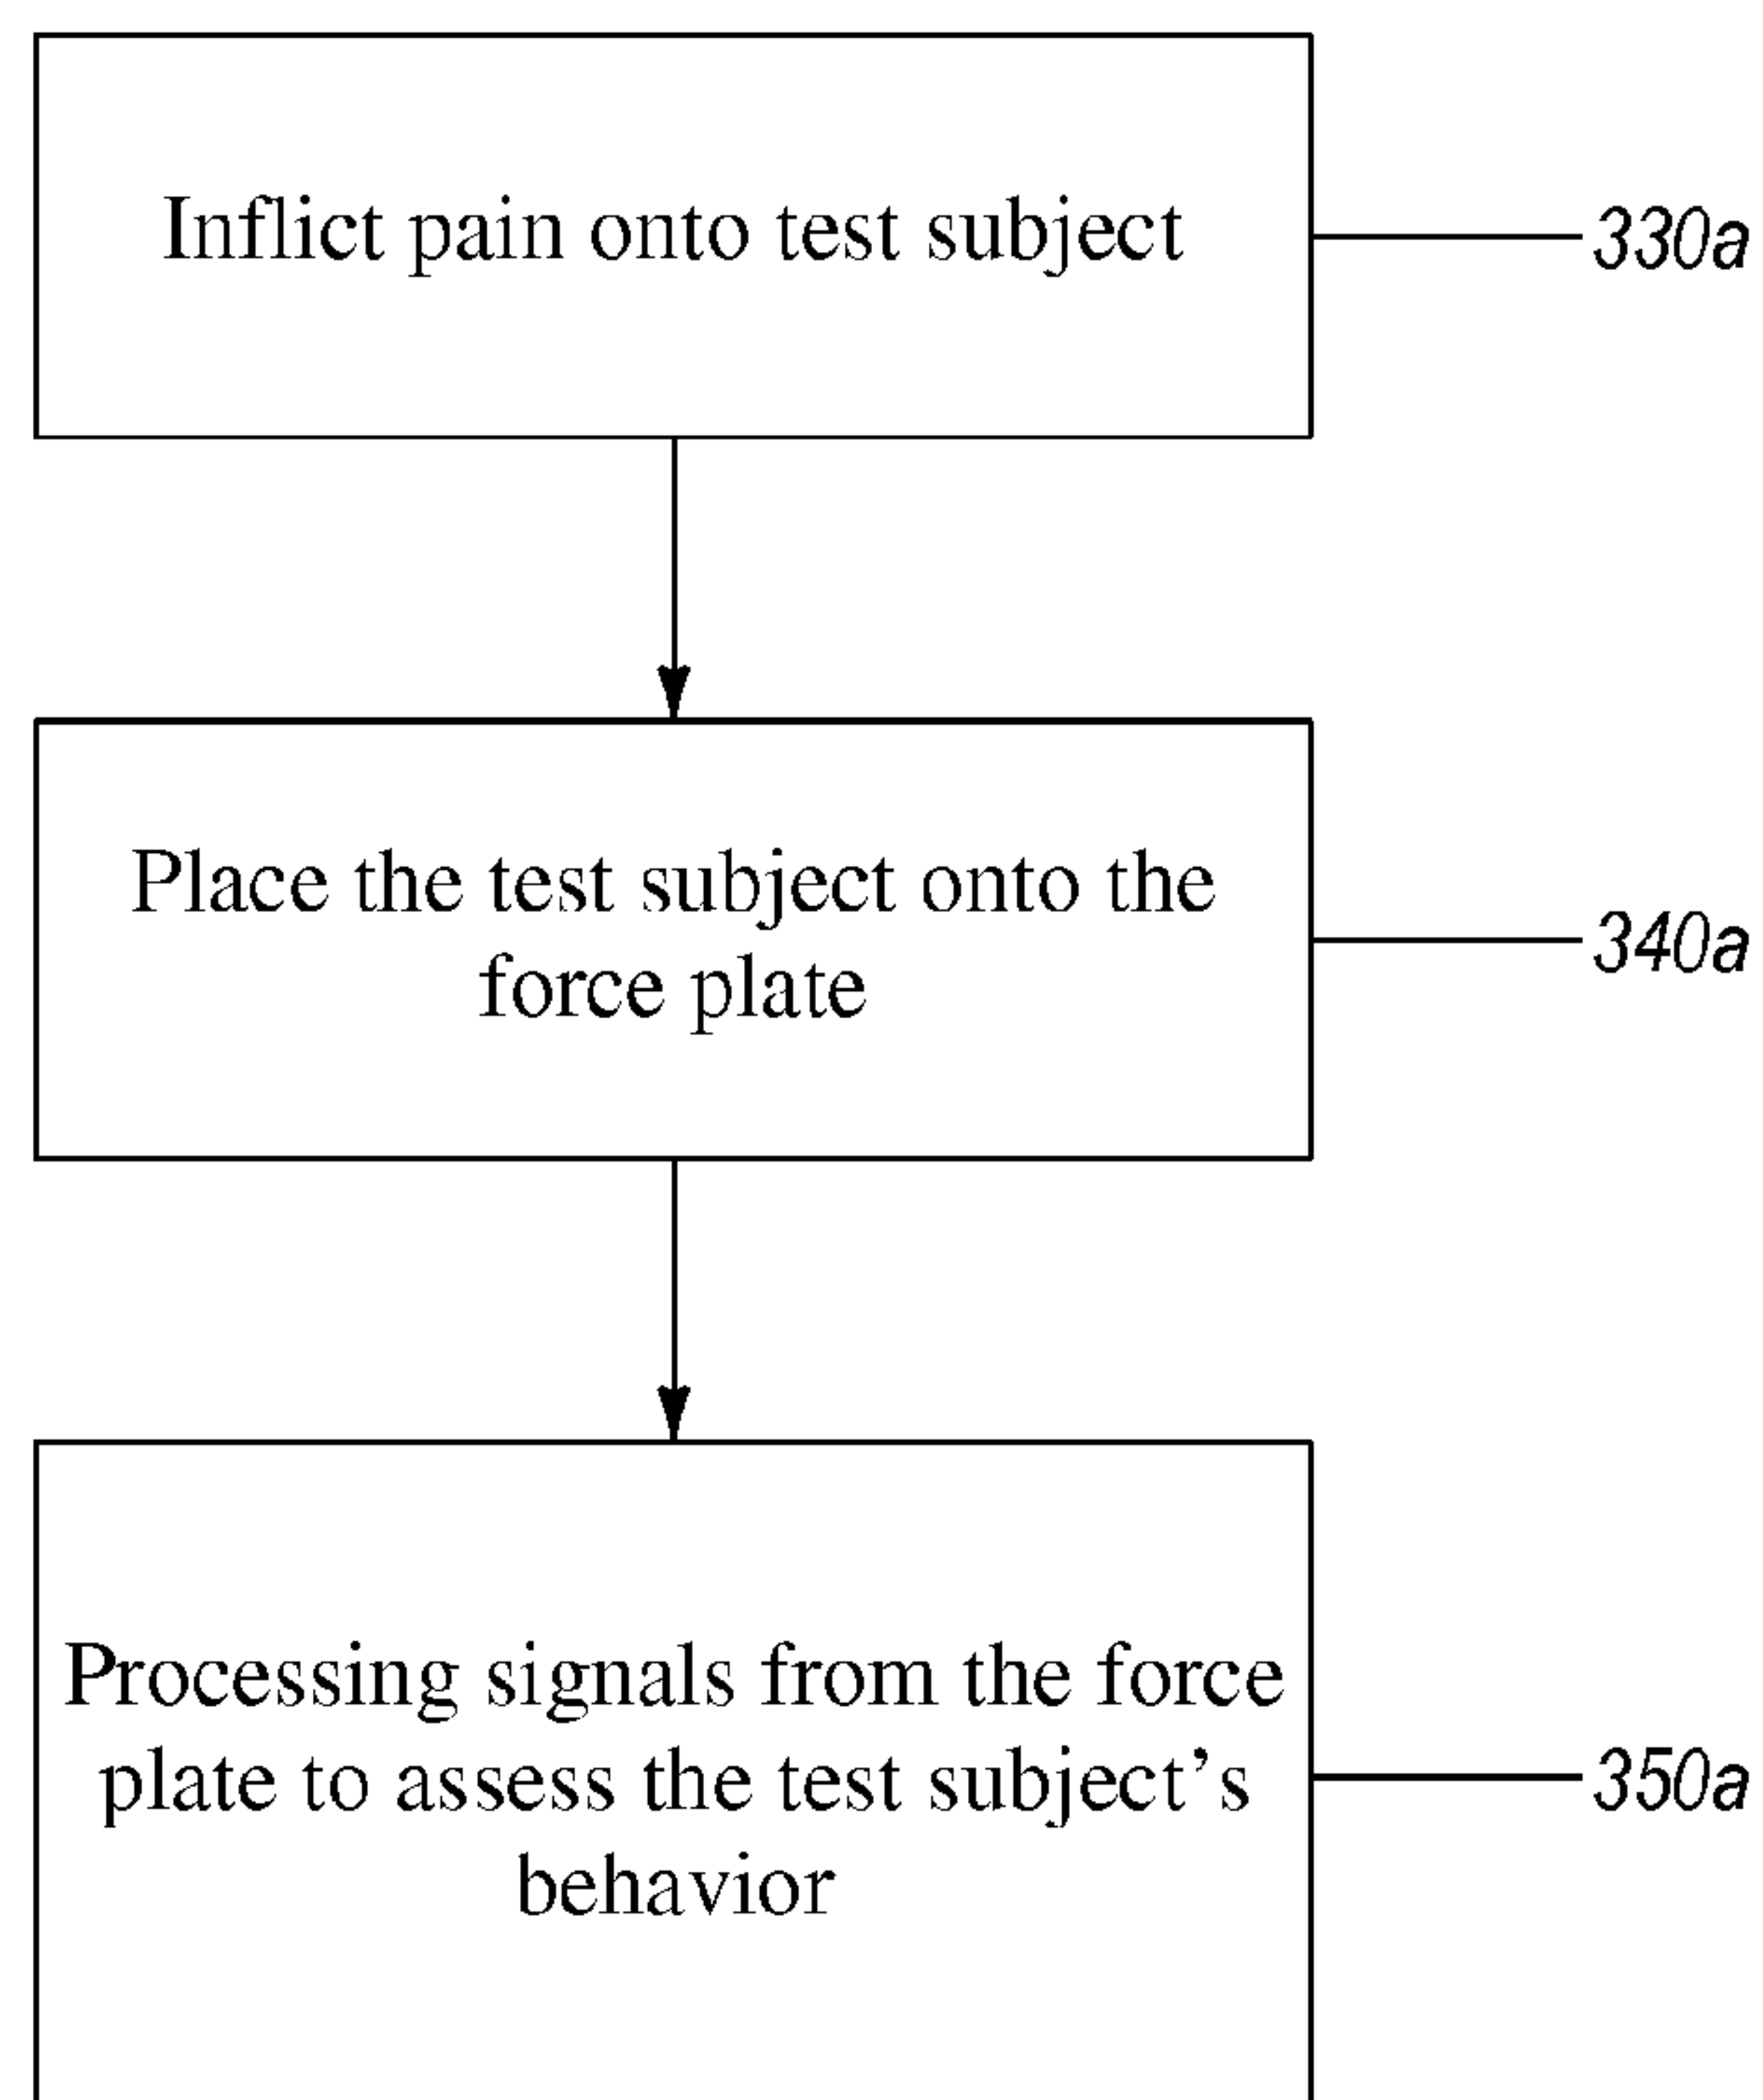 Inflict pain onto test subject
330a
Place the test subject onto the
force plate
340a
Processing signals from the force
plate to assess the test subject’s
behavior
350a